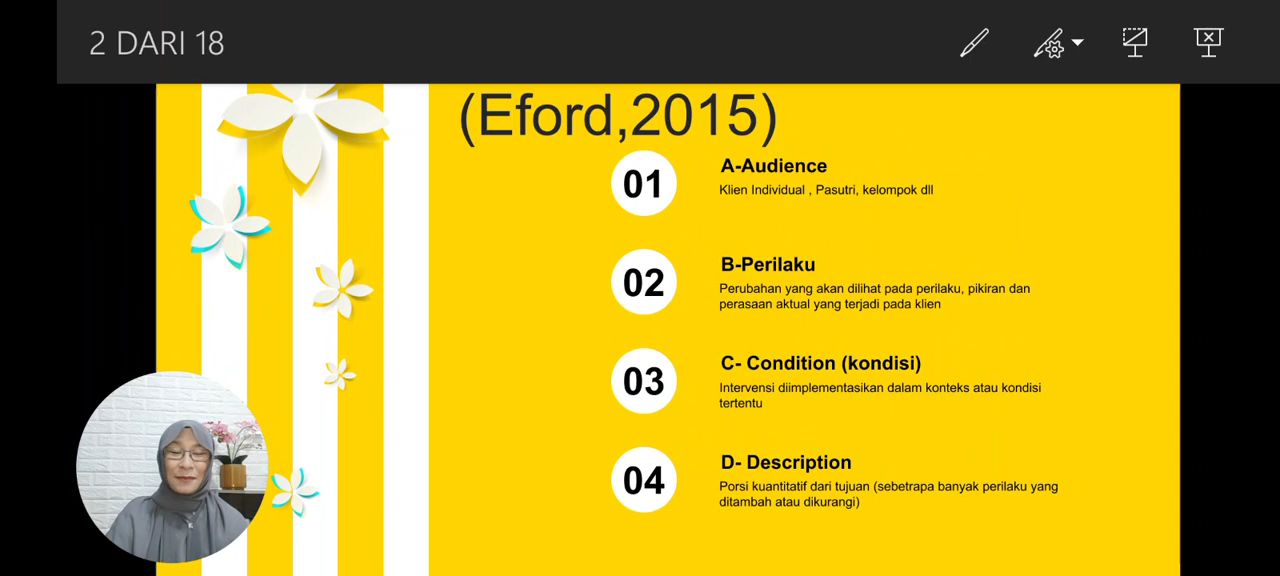 2 DARI 18
(Eford,2015)
01
A-Audience
Klien Individual , Pasutri, kelompok dll
02
B-Perilaku
Perubahan yang akan dilihat pada perilaku, pikiran dan
perasaan aktual yang terjadi pada klien
03
C- Condition (kondisi)
Intervensi diimplementasikan dalam konteks atau kondisi
tertentu
04
D- Description
Porsi kuantitatif dari tujuan (sebetrapa banyak perilaku yang
ditambah atau dikurangi)